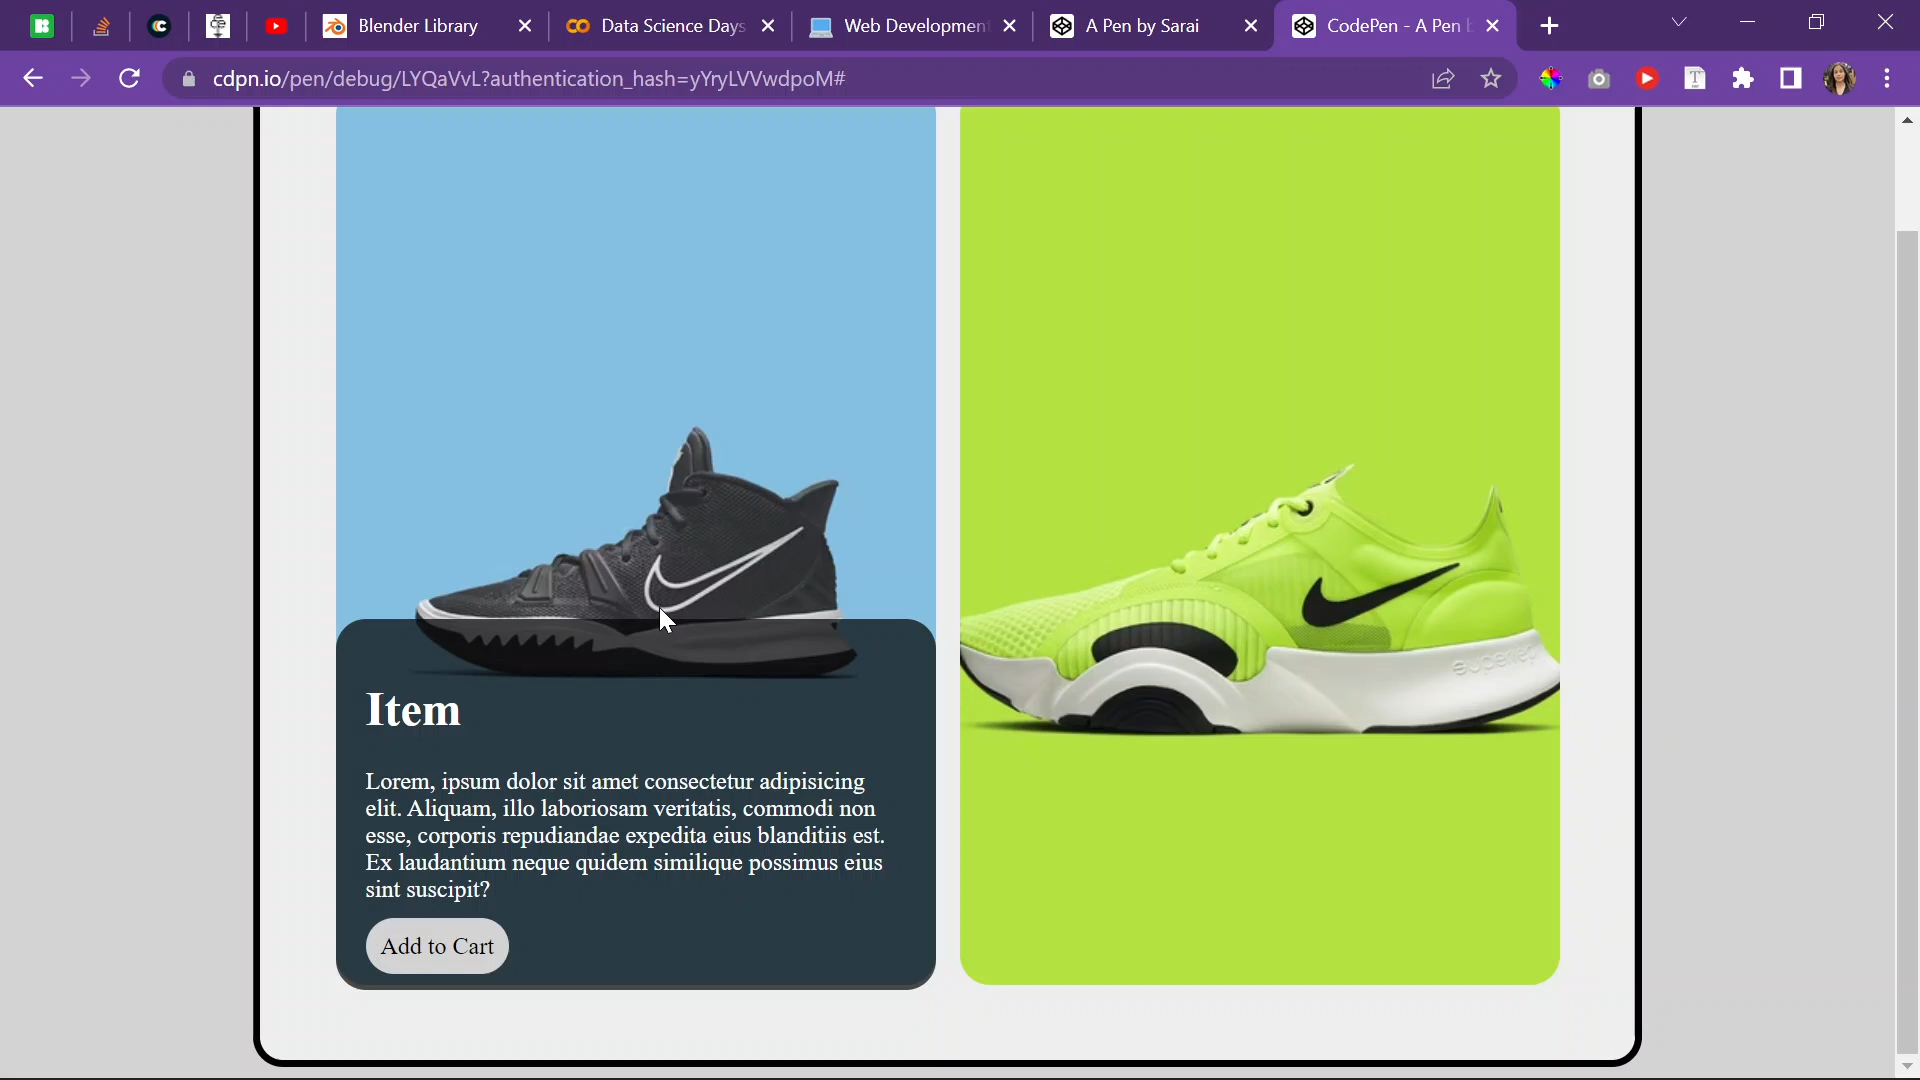 Blender Library
Data Science Days
Web Development
A Pen by Sarai
CodePen - A Pen b
cdpn.io/pen/debug/LYQaVvL?authentication_hash=yYryLVVwdpoM#
Item
Lorem, ipsum dolor sit amet consectetur adipisicing
elit. Aliquam, illo laboriosam veritatis, commodi non
esse, corporis repudiandae expedita eius blanditiis est.
Ex laudantium neque quidem similique possimus eius
sint suscipit?
Add to Cart